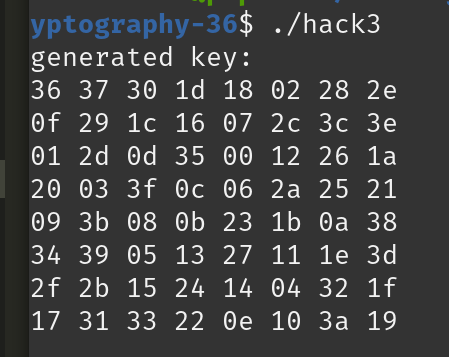 yptography-36$ ./hack3
generated key:
36 37 30 1d 18 02 28 2e
0f 29 1c 16 07 2c 3c 3e
01 2d 0d 35 00 12 26 1a
20 03 3f 0c 06 2a 25 21
09 3b 08 0b 23 1b 0a 38
34 39 05 13 27 11 1e 3d
2f 2b 15 24 14 04 32 1f
17 31 33 22 0e 10 3a 19